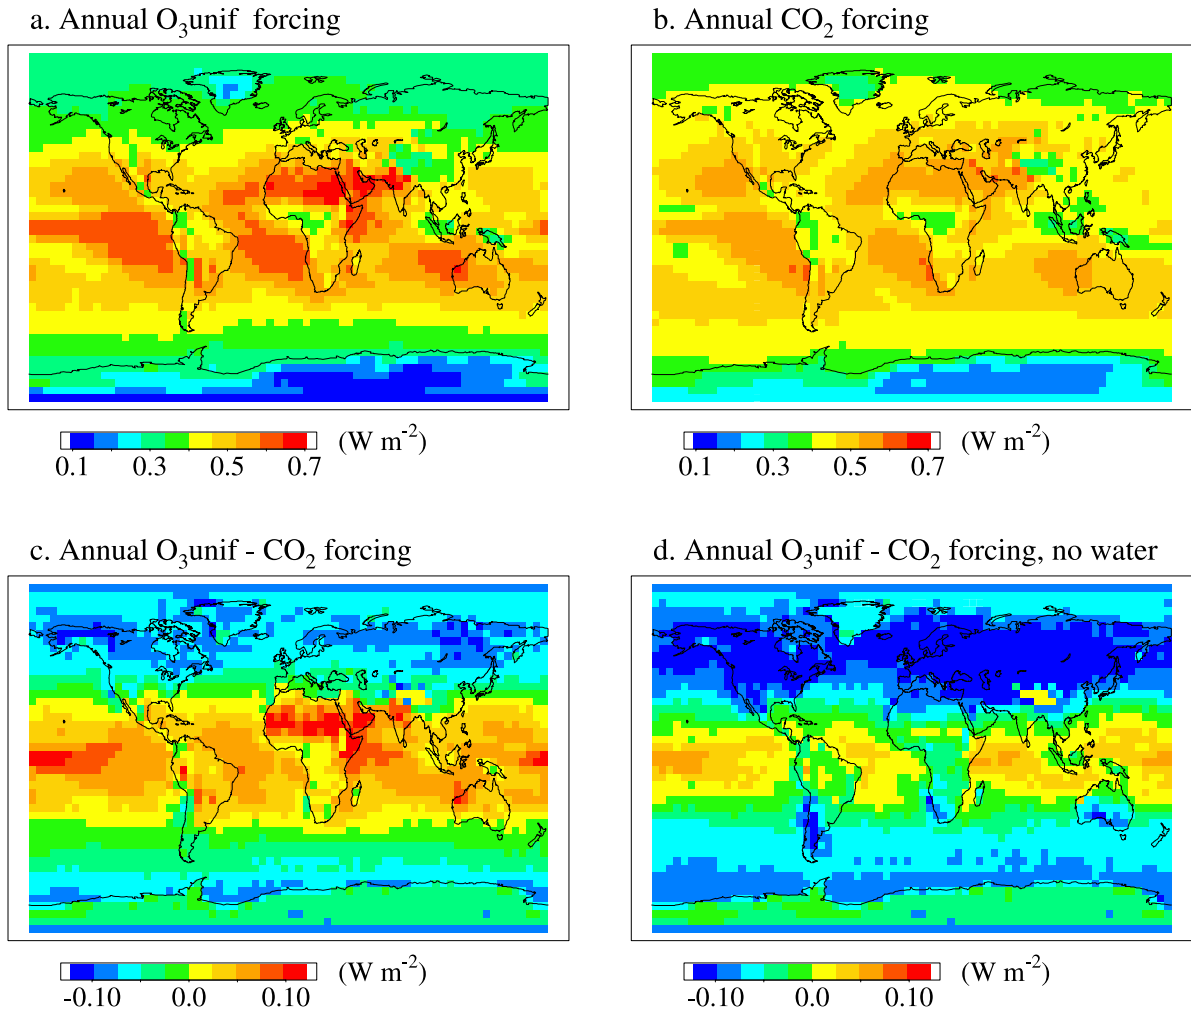 a. Annual O₃unif forcing
b. Annual CO₂ forcing
0.1 0.3 0.5 0.7 (W m⁻²)
0.1 0.3 0.5 0.7 (W m⁻²)
c. Annual O₃unif - CO₂ forcing
d. Annual O₃unif - CO₂ forcing, no water
-0.10 0.0 0.10 (W m⁻²)
-0.10 0.0 0.10 (W m⁻²)